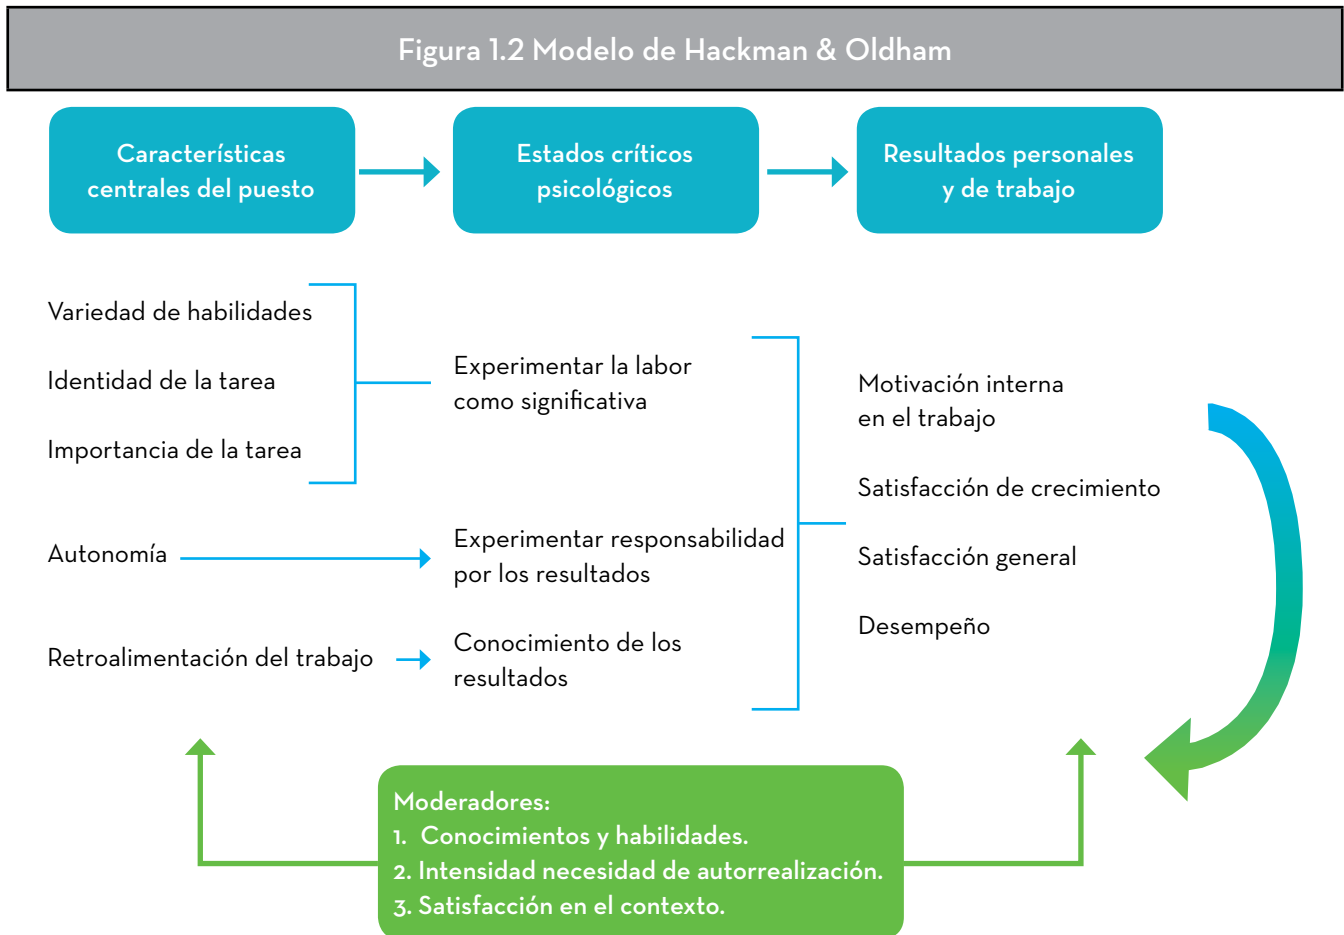 Figura 1.2 Modelo de Hackman & Oldham
Características
centrales del puesto
Estados críticos
psicológicos
Resultados personales
y de trabajo
Variedad de habilidades
Identidad de la tarea
Importancia de la tarea
Autonomía
Retroalimentación del trabajo
Experimentar la labor
como significativa
Experimentar responsabilidad
por los resultados
Conocimiento de los
resultados
Motivación interna
en el trabajo
Satisfacción de crecimiento
Satisfacción general
Desempeño
Moderadores:
1. Conocimientos y habilidades.
2. Intensidad necesidad de autorrealización.
3. Satisfacción en el contexto.